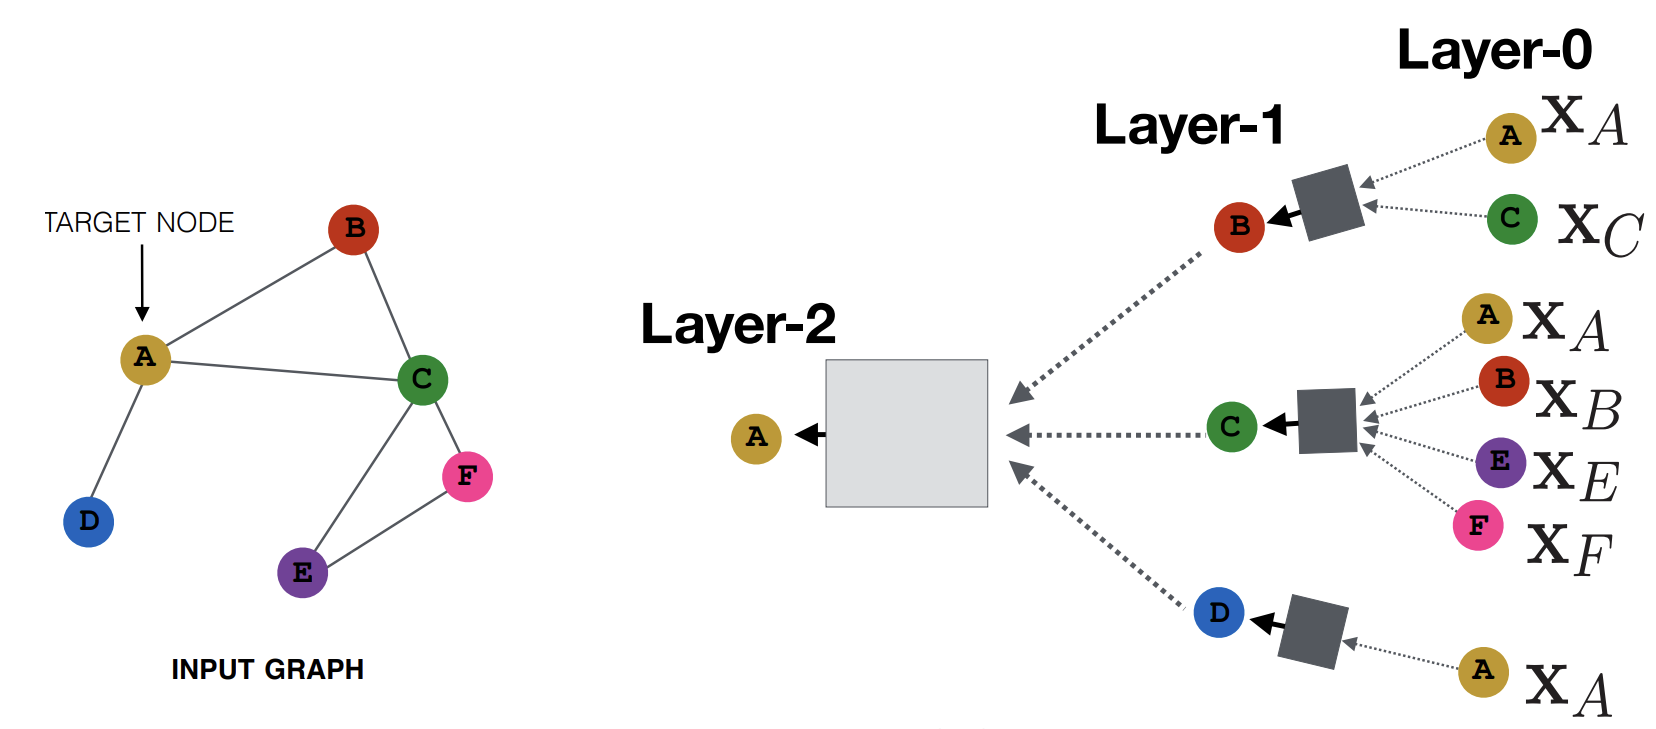 TARGET NODE
B
A
C
F
D
E
INPUT GRAPH
Layer-2
A
Layer-1
B
C
D
Layer-0
A x_A
C x_C
A x_A
B x_B
E x_E
F x_F
A x_A